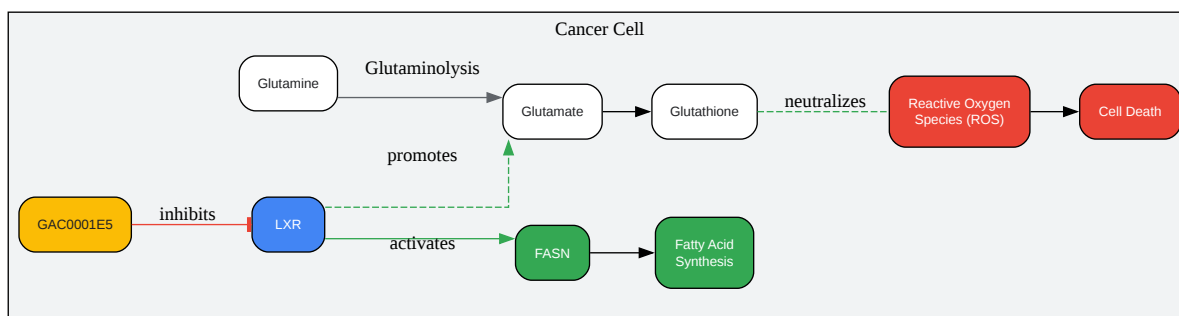 Cancer Cell
Glutamine
Glutaminolysis
Glutamate
Glutathione
neutralizes
Reactive Oxygen
Species (ROS)
Cell Death
promotes
GAC0001E5
inhibits
LXR
activates
FASN
Fatty Acid
Synthesis